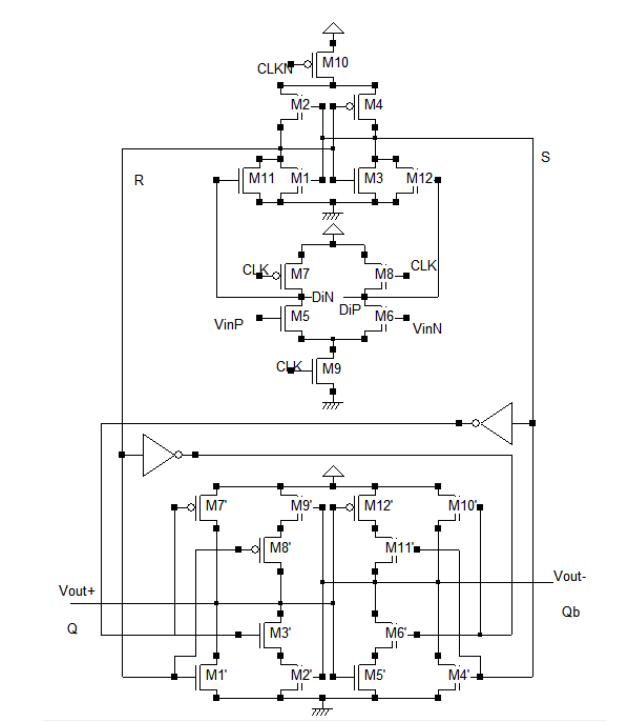 CLKN M10
M2 M4
S
R M11 M1 M3 M12
CLK M7 M8 CLK
DiN DiP
VinP M5 M6 VinN
CLK M9
M7' M9' M12' M10'
M8' M11'
Vout-
Vout+
Qb
Q M3' M6'
M1' M2' M5' M4'